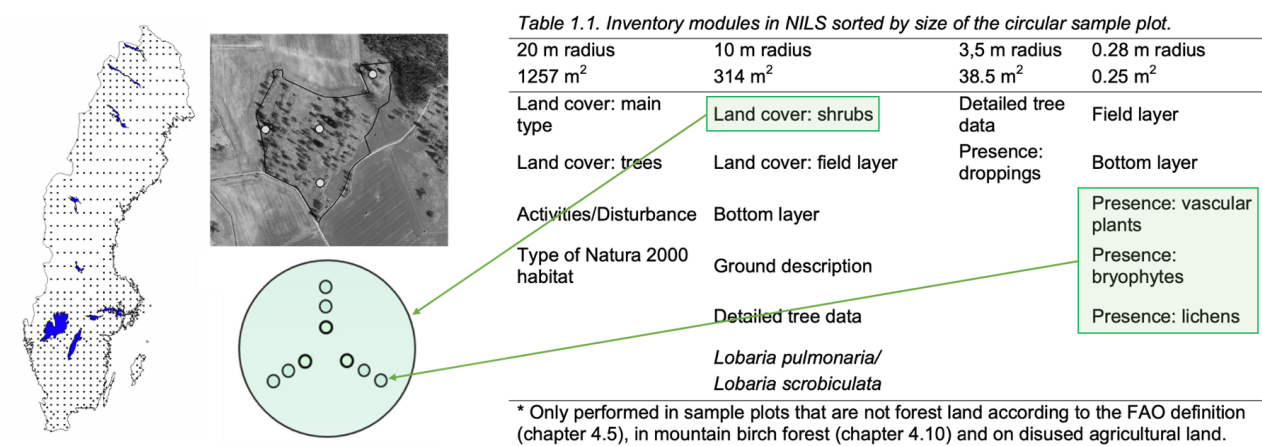 Table 1.1. Inventory modules in NILS sorted by size of the circular sample plot.
20 m radius 10 m radius 3,5 m radius 0.28 m radius
1257 m² 314 m² 38.5 m² 0.25 m²
Land cover: main type Land cover: shrubs Detailed tree data Field layer
Land cover: trees Land cover: field layer Presence: droppings Bottom layer
Activities/Disturbance Bottom layer Presence: vascular plants
Type of Natura 2000 habitat Ground description Presence: bryophytes
Detailed tree data Presence: lichens
Lobaria pulmonaria/
Lobaria scrobiculata
* Only performed in sample plots that are not forest land according to the FAO definition
(chapter 4.5), in mountain birch forest (chapter 4.10) and on disused agricultural land.